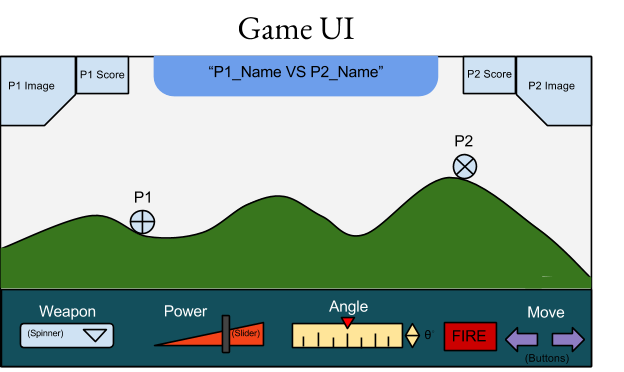 Game UI
P1 Image
P1 Score
“P1_Name VS P2_Name”
P2 Score
P2 Image
P2
P1
Weapon
Power
Angle
Move
(Spinner)
(Slider)
θ°
FIRE
(Buttons)